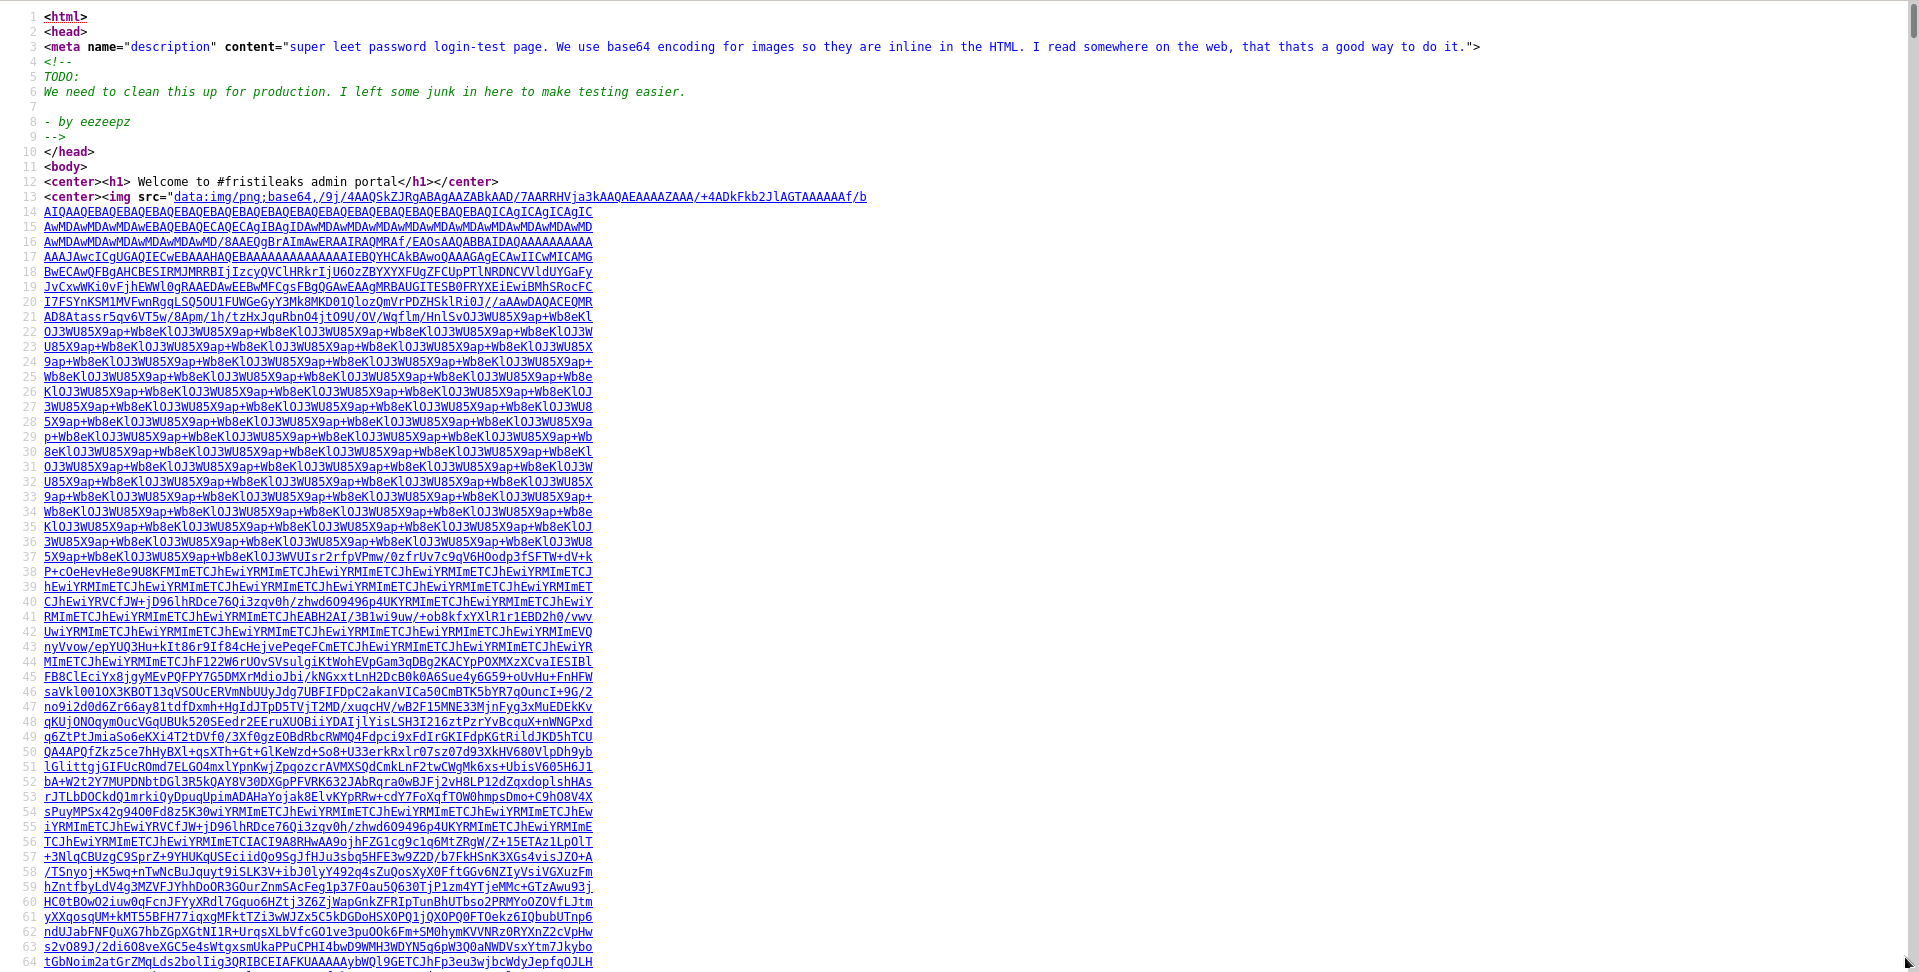 1 <html>
2 <head>
3 <meta name="description" content="super leet password login-test page. We use base64 encoding for images so they are inline in the HTML. I read somewhere on the web, that thats a good way to do it.">
4 <!--
5 TODO:
6 We need to clean this up for production. I left some junk in here to make testing easier.
7
8 - by eezeepz
9 -->
10 </head>
11 <body>
12 <center><h1> Welcome to #fristileaks admin portal</h1></center>
13 <center><img src="data:img/png;base64,/9j/4AAQSkZJRgABAgAAZABkAAD/7AARRHVja3kAAQAEAAAAZAAA/+4ADkFkb2JlAGTAAAAAAf/b
14 AIQAAQEBAQEBAQEBAQEBAQEBAQEBAQEBAQEBAQEBAQEBAQEBAQEBAQEBAQEBAQICAgICAgICAgIC
15 AwMDAwMDAwMDAwEBAQEBAQECAQECAgIBAgIDAwMDAwMDAwMDAwMDAwMDAwMDAwMDAwMDAwMDAwMD
16 AwMDAwMDAwMDAwMDAwMDAwMD/8AAEQgBrAImAwERAAIRAQMRAf/EAOsAAQABBAIDAQAAAAAAAAAA
17 AAAJAwcICgUGAQIECwEBAAAHAQEBAAAAAAAAAAAAAAIEBQYHCAkBAwoQAAAGAgECAwIICwMICAMG
18 BwECAwQFBgAHCBESIRMJMRRBIjIzcyQVClHRkrIjU6OzZBYXYXFUgZFCUpPTlNRDNCVVldUYGaFy
19 JvCxwWKi0vFjhEWWl0gRAAEDAwEEBwMFCgsFBgQGAwEAAgMRBAUGITESB0FRYXEiEwiBMhSRocFC
20 I7FSYnKSM1MVFwnRgqLSQ5OU1FUWGeGyY3Mk8MKD01QlozQmVrPDZHSklRi0J//aAAwDAQACEQMR
21 AD8Atassr5qv6VT5w/8Apm/1h/tzHxJquRbnO4jtO9U/OV/Wqflm/HnlSvOJ3WU85X9ap+Wb8eKl
22 OJ3WU85X9ap+Wb8eKlOJ3WU85X9ap+Wb8eKlOJ3WU85X9ap+Wb8eKlOJ3WU85X9ap+Wb8eKlOJ3W
23 U85X9ap+Wb8eKlOJ3WU85X9ap+Wb8eKlOJ3WU85X9ap+Wb8eKlOJ3WU85X9ap+Wb8eKlOJ3WU85X
24 9ap+Wb8eKlOJ3WU85X9ap+Wb8eKlOJ3WU85X9ap+Wb8eKlOJ3WU85X9ap+Wb8eKlOJ3WU85X9ap+
25 Wb8eKlOJ3WU85X9ap+Wb8eKlOJ3WU85X9ap+Wb8eKlOJ3WU85X9ap+Wb8eKlOJ3WU85X9ap+Wb8e
26 KlOJ3WU85X9ap+Wb8eKlOJ3WU85X9ap+Wb8eKlOJ3WU85X9ap+Wb8eKlOJ3WU85X9ap+Wb8eKlOJ
27 3WU85X9ap+Wb8eKlOJ3WU85X9ap+Wb8eKlOJ3WU85X9ap+Wb8eKlOJ3WU85X9ap+Wb8eKlOJ3WU8
28 5X9ap+Wb8eKlOJ3WU85X9ap+Wb8eKlOJ3WU85X9ap+Wb8eKlOJ3WU85X9ap+Wb8eKlOJ3WU85X9a
29 p+Wb8eKlOJ3WU85X9ap+Wb8eKlOJ3WU85X9ap+Wb8eKlOJ3WU85X9ap+Wb8eKlOJ3WU85X9ap+Wb
30 8eKlOJ3WU85X9ap+Wb8eKlOJ3WU85X9ap+Wb8eKlOJ3WU85X9ap+Wb8eKlOJ3WU85X9ap+Wb8eKl
31 OJ3WU85X9ap+Wb8eKlOJ3WU85X9ap+Wb8eKlOJ3WU85X9ap+Wb8eKlOJ3WU85X9ap+Wb8eKlOJ3W
32 U85X9ap+Wb8eKlOJ3WU85X9ap+Wb8eKlOJ3WU85X9ap+Wb8eKlOJ3WU85X9ap+Wb8eKlOJ3WU85X
33 9ap+Wb8eKlOJ3WU85X9ap+Wb8eKlOJ3WU85X9ap+Wb8eKlOJ3WU85X9ap+Wb8eKlOJ3WU85X9ap+
34 Wb8eKlOJ3WU85X9ap+Wb8eKlOJ3WU85X9ap+Wb8eKlOJ3WU85X9ap+Wb8eKlOJ3WU85X9ap+Wb8e
35 KlOJ3WU85X9ap+Wb8eKlOJ3WU85X9ap+Wb8eKlOJ3WU85X9ap+Wb8eKlOJ3WU85X9ap+Wb8eKlOJ
36 3WU85X9ap+Wb8eKlOJ3WU85X9ap+Wb8eKlOJ3WU85X9ap+Wb8eKlOJ3WU85X9ap+Wb8eKlOJ3WU8
37 5X9ap+Wb8eKlOJ3WU85X9ap+Wb8eKlOJ3WVUIsr2rfpVPmw/0zfrUv7c9qV6HOodp3fSFTW+dV+k
38 P+cOeHevHe8e9U8KFMImETCJhEwiYRMImETCJhEwiYRMImETCJhEwiYRMImETCJhEwiYRMImETCJ
39 hEwiYRMImETCJhEwiYRMImETCJhEwiYRMImETCJhEwiYRMImETCJhEwiYRMImETCJhEwiYRMImET
40 CJhEwiYRVCfJW+jD96lhRDce76Qi3zqv0h/zhwd6O9496p4UKYRMImETCJhEwiYRMImETCJhEwiY
41 RMImETCJhEwiYRMImETCJhEwiYRMImETCJhEABH2AI/3B1wi9uw/+ob8kfxYXlR1r1EBD2h0/vwv
42 UwiYRMImETCJhEwiYRMImETCJhEwiYRMImETCJhEwiYRMImETCJhEwiYRMImETCJhEwiYRMImEVQ
43 nyVvow/epYUQ3Hu+kIt86r9If84cHejvePeqeFCmETCJhEwiYRMImETCJhEwiYRMImETCJhEwiYR
44 MImETCJhEwiYRMImETCJhF122W6rUOvSVsulgiKtWohEVpGam3qDBg2KACYpPOXMXzXCvaIESIBl
45 FB8ClEciYx8jgyMEvPQFPY7G5DMXrMdioJbi/kNGxxtLnH2DcB0k0A6Sue4y6G59+oUvHu+FnHFW
46 saVkl001OX3KBOT13qVSOUcERVmNbUUyJdg7UBFIFDpC2akanVICa50CmBTK5bYR7qOuncI+9G/2
47 no9i2d0d6Zr66ay81tdfDxmh+HgIdJTpD5TVjT2MD/xuqcHV/wB2F15MNE33MjnFyg3xMuEDEkKv
48 qKUjONOqymOucVGqUBUk520SEedr2EEruXUOBiiYDAIjlYisLSH3I216ztPzrYvBcquX+nWNGPxd
49 q6ZtPtJmiaSo6eKXi4T2tDVf0/3Xf0gzEOBdRbcRWMQ4Fdpci9xFdIrGKIFdpKGtRildJKD5hTCU
50 QA4APQfZkz5ce7hHyBXl+qsXTh+Gt+GlKeWzd+So8+U33erkRxlr07sz07d93XkHV680VlpDh9yb
51 lGlittgjGIFUcROmd7ELGO4mxlYpnKwjZpqozcrAVMXSQdCmkLnF2twCWgMk6xs+UbisV605H6J1
52 bA+W2t2Y7MUPDNbtDGl3R5kQAY8V30DXGpPFVRK632JAbRqra0wBJFj2vH8LP12dZqxdoplshHAs
53 rJTLbDOCkdQ1mrkiQyDpuqUpimADAHaYojak8ElvKYpRRw+cdY7FoXqfTOW0hmpsDmo+C9hO8V4X
54 sPuyMPSx42g94O0Fd8z5K30wiYRMImETCJhEwiYRMImETCJhEwiYRMImETCJhEwiYRMImETCJhEw
55 iYRMImETCJhEwiYRVCfJW+jD96lhRDce76Qi3zqv0h/zhwd6O9496p4UKYRMImETCJhEwiYRMImE
56 TCJhEwiYRMImETCJhEwiYRMImETCIACI9A8RHwAA9ojhFZG1cg9c1q6MtZRgW/Z+15ETAz1LpOlT
57 +3NlqCBUzgC9SprZ+9YHUKqUSEciidQo9SgJfHJu3sbq5HFE3w9Z2D/b7FkHSnK3XGs4visJZO+A
58 /TSnyoj+K5wq+nTwNcBuJquyt9iSLK3V+ibJ0lyY492q4sZuQosXyX0FftGGv6NZIyVsiVGXuzFm
59 hZntfbyLdV4g3MZVFJYhhDoOR3GOurZnmSAcFeg1p37FOau5Q630TjP1zm4YTjeMMc+GTzAwu93j
60 HC0tBOwO2iuw0qFcnJFYyXRdl7Gquo6HZtj3Z6ZjWapGnkZFRIpTunBhUTbso2PRMYoOZOVfLJtm
61 yXXqosqUM+kMT55BFH77iqxgMFktTZi3wWJZx5C5kDGDoHSXOPQ1jQXOPQ0FTOekz6IQbubUTnp6
62 ndUJabFNFQuXG7hbZGpXGtNI1R+UrqsXLbVfcGO1ve3puOOk6Fm+SM0hymKVVNRz0RYXnZ2cVpHw
63 s2vO89J/2di6O8veXGC5e4sWtgxsmUkaPPuCPHI4bwD9WMH3WDYN5q6pW3Q0aNWDVsxYtm7Jkybo
64 tGbNoim2atGrZMqLds2bolIig3QRIBCEIAFKUAAAAAybWQl9GETCJhFp3eu3wjbcWdyJepfqOJLH